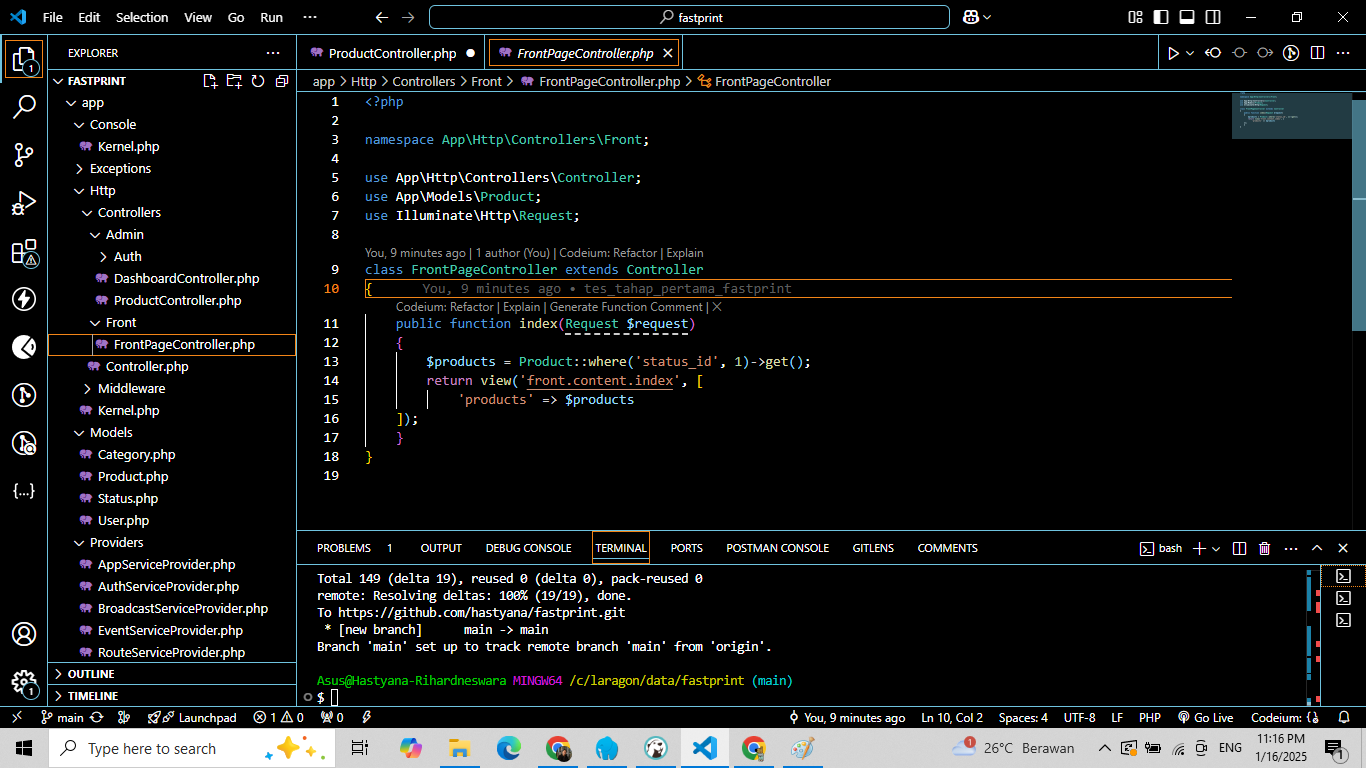 File Edit Selection View Go Run ··· fastprint
EXPLORER ···
FASTPRINT
app
Console
Kernel.php
Exceptions
Http
Controllers
Admin
Auth
DashboardController.php
ProductController.php
Front
FrontPageController.php
Controller.php
Middleware
Kernel.php
Models
Category.php
Product.php
Status.php
User.php
Providers
AppServiceProvider.php
AuthServiceProvider.php
BroadcastServiceProvider.php
EventServiceProvider.php
RouteServiceProvider.php
OUTLINE
TIMELINE
ProductController.php FrontPageController.php
app > Http > Controllers > Front > FrontPageController.php > FrontPageController
1 <?php
2
3 namespace App\Http\Controllers\Front;
4
5 use App\Http\Controllers\Controller;
6 use App\Models\Product;
7 use Illuminate\Http\Request;
8
You, 9 minutes ago | 1 author (You) | Codeium: Refactor | Explain
9 class FrontPageController extends Controller
10 { You, 9 minutes ago • tes_tahap_pertama_fastprint
Codeium: Refactor | Explain | Generate Function Comment | X
11 public function index(Request $request)
12 {
13 $products = Product::where('status_id', 1)->get();
14 return view('front.content.index', [
15 'products' => $products
16 ]);
17 }
18 }
19
PROBLEMS 1 OUTPUT DEBUG CONSOLE TERMINAL PORTS POSTMAN CONSOLE GITLENS COMMENTS bash
Total 149 (delta 19), reused 0 (delta 0), pack-reused 0
remote: Resolving deltas: 100% (19/19), done.
To https://github.com/hastyana/fastprint.git
* [new branch] main -> main
Branch 'main' set up to track remote branch 'main' from 'origin'.
Asus@Hastyana-Rihardneswara MINGW64 /c/laragon/data/fastprint (main)
$
main Launchpad 1 0 0 You, 9 minutes ago Ln 10, Col 2 Spaces: 4 UTF-8 LF PHP Go Live Codeium: {}
Type here to search 1 26°C Berawan ENG 11:16 PM
1/16/2025 1